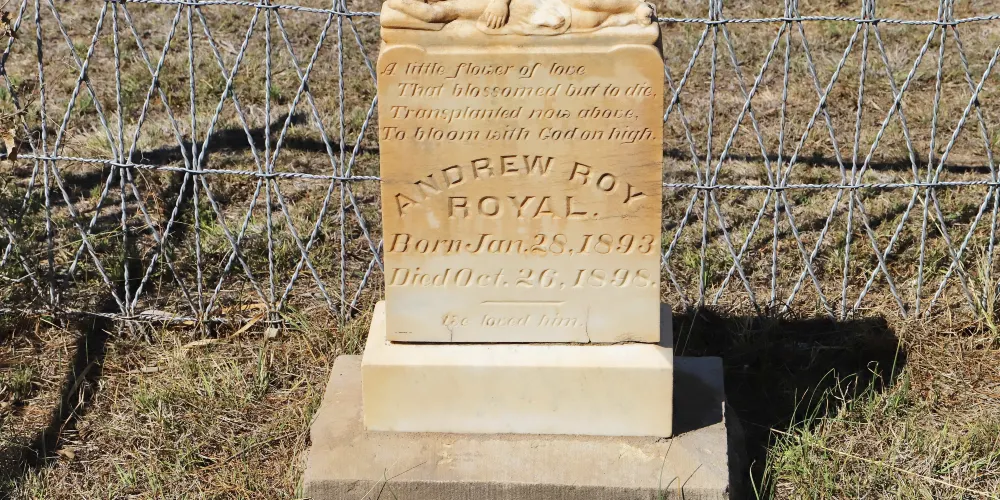 A little flower of love
That blossomed but to die.
Transplanted now above,
To bloom with God on high.
ANDREW ROY
ROYAL.
Born Jan. 28, 1893
Died Oct. 26, 1898.
We loved him.